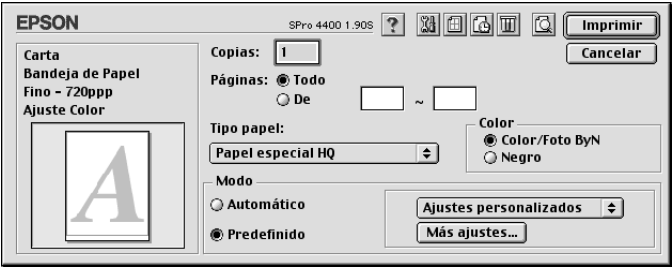 EPSON
SPro 4400 1.90S
?
Imprimir
Carta
Bandeja de Papel
Fino - 720ppp
Ajuste Color
A
Copias: 1
Cancelar
Páginas: Todo
De ~
Tipo papel:
Papel especial HQ
Color
Color/Foto ByN
Negro
Modo
Automático
Predefinido
Ajustes personalizados
Más ajustes...